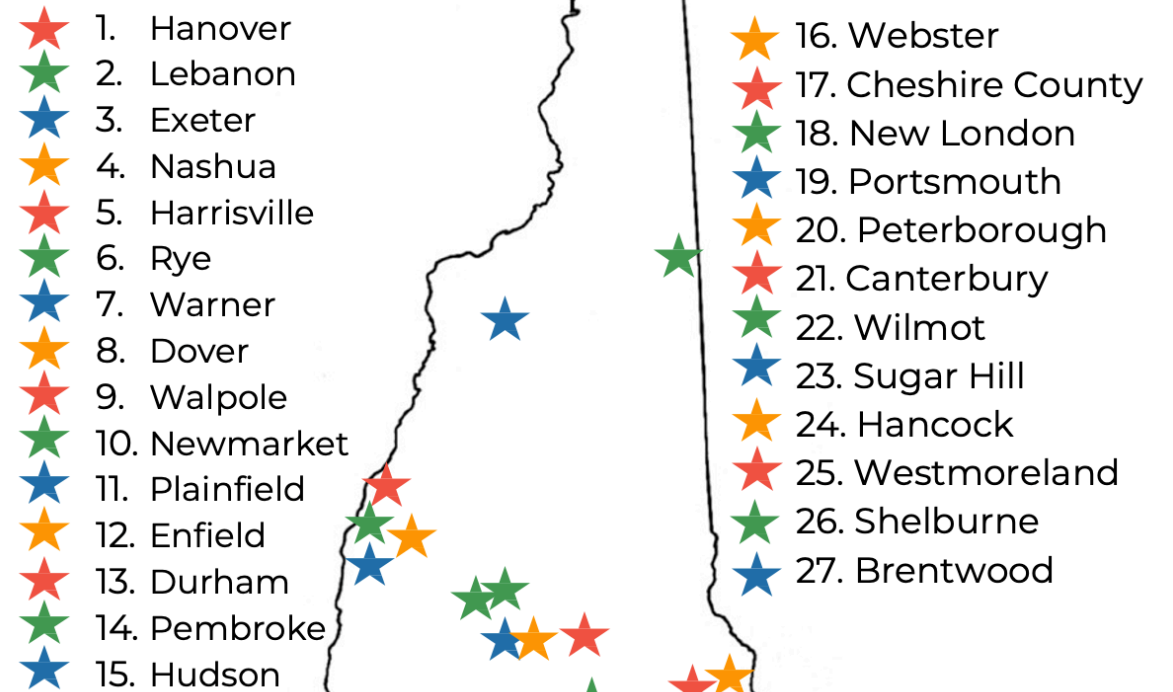 1. Hanover
2. Lebanon
3. Exeter
4. Nashua
5. Harrisville
6. Rye
7. Warner
8. Dover
9. Walpole
10. Newmarket
11. Plainfield
12. Enfield
13. Durham
14. Pembroke
15. Hudson
16. Webster
17. Cheshire County
18. New London
19. Portsmouth
20. Peterborough
21. Canterbury
22. Wilmot
23. Sugar Hill
24. Hancock
25. Westmoreland
26. Shelburne
27. Brentwood